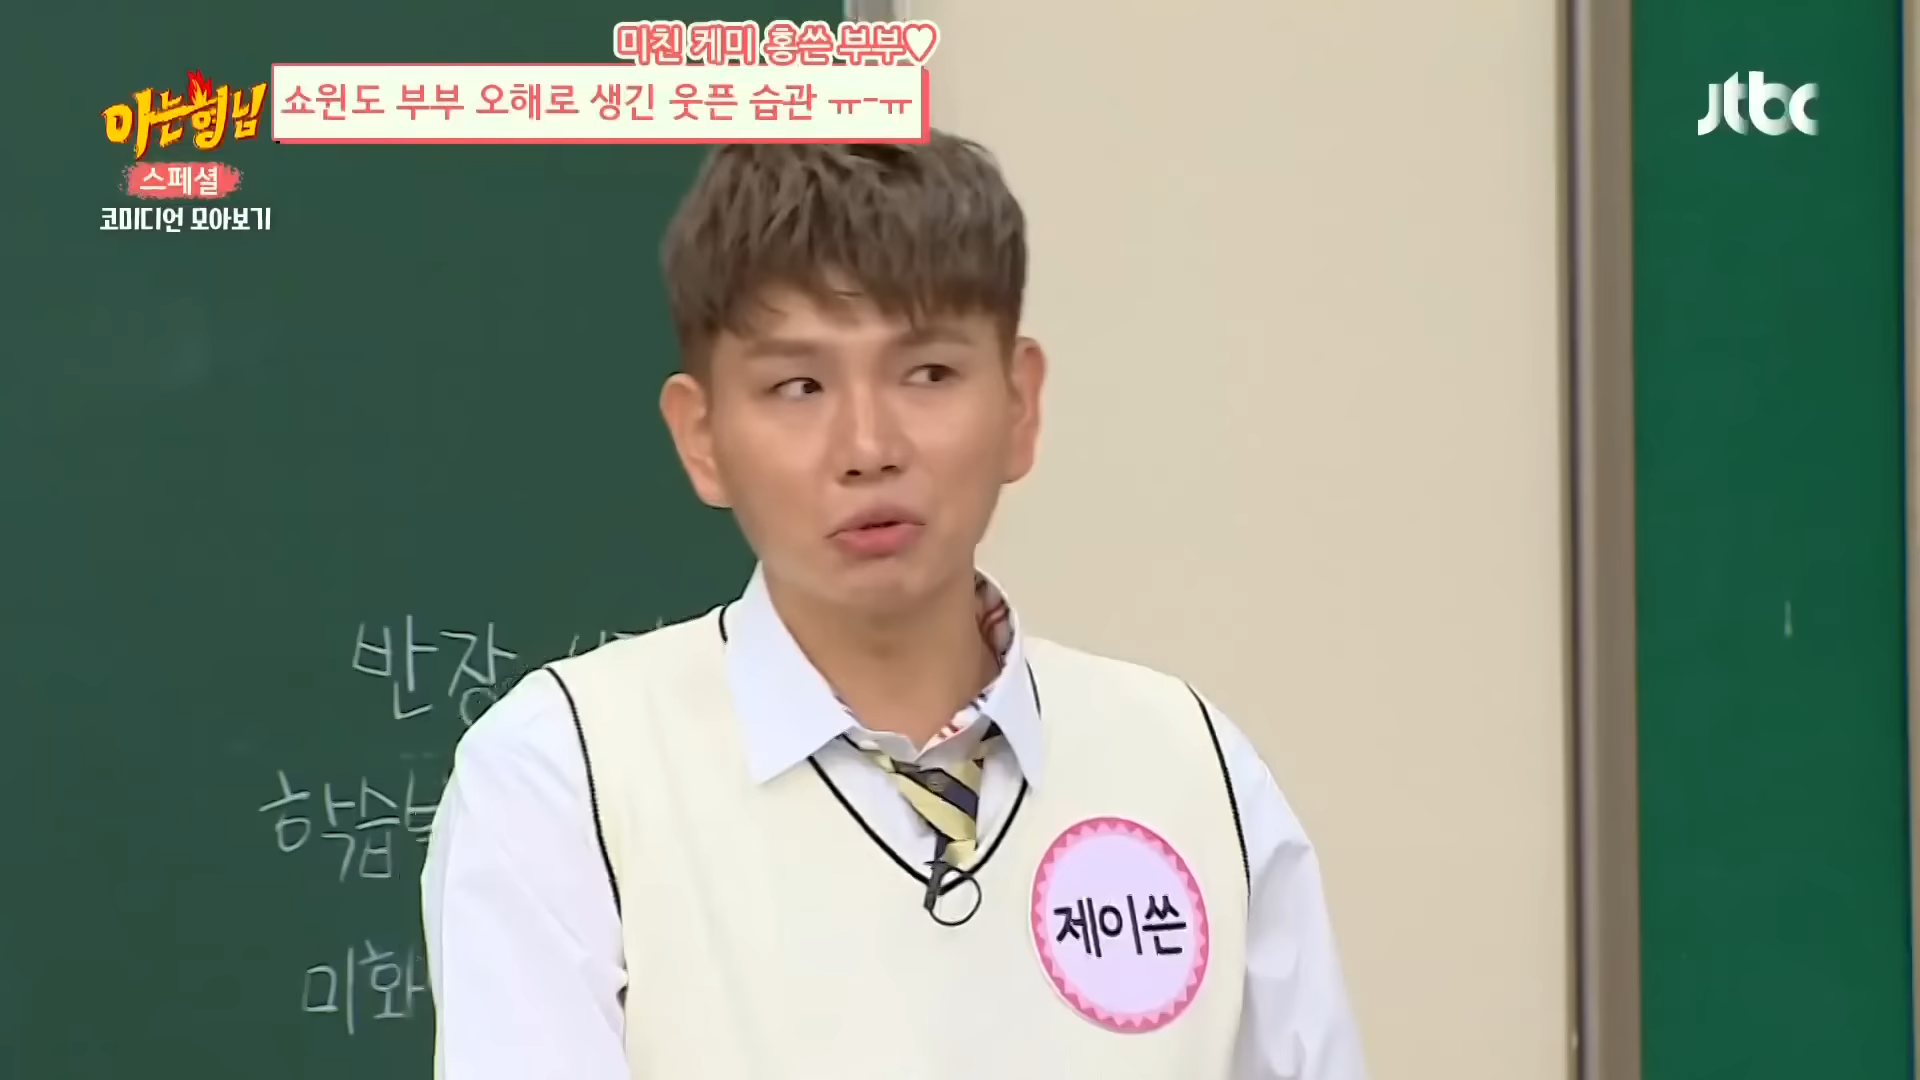 미친 케미 홍쓴 부부♡
쇼윈도 부부 오해로 생긴 웃픈 습관 ㅠ-ㅠ
아는형님
스페셜
코미디언 모아보기
jtbc
반장
학습
미화
제이쓴